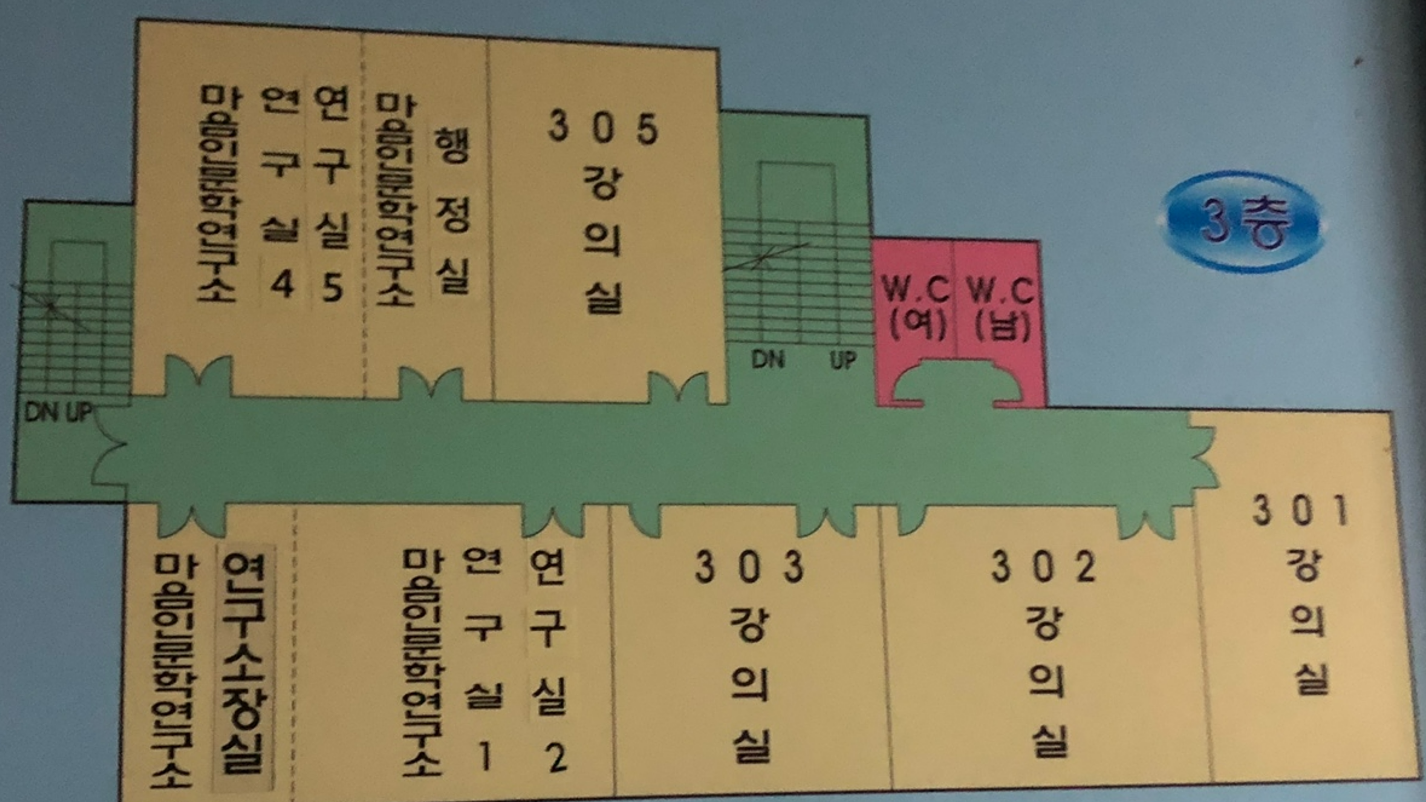 3층
마음인문학연구소
연구실4
연구실5
마음인문학연구소
행정실
305
강의실
W.C
(여)
W.C
(남)
DN UP
DN UP
마음인문학연구소
연구소장실
마음인문학연구소
연구실1
연구실2
303
강의실
302
강의실
301
강의실